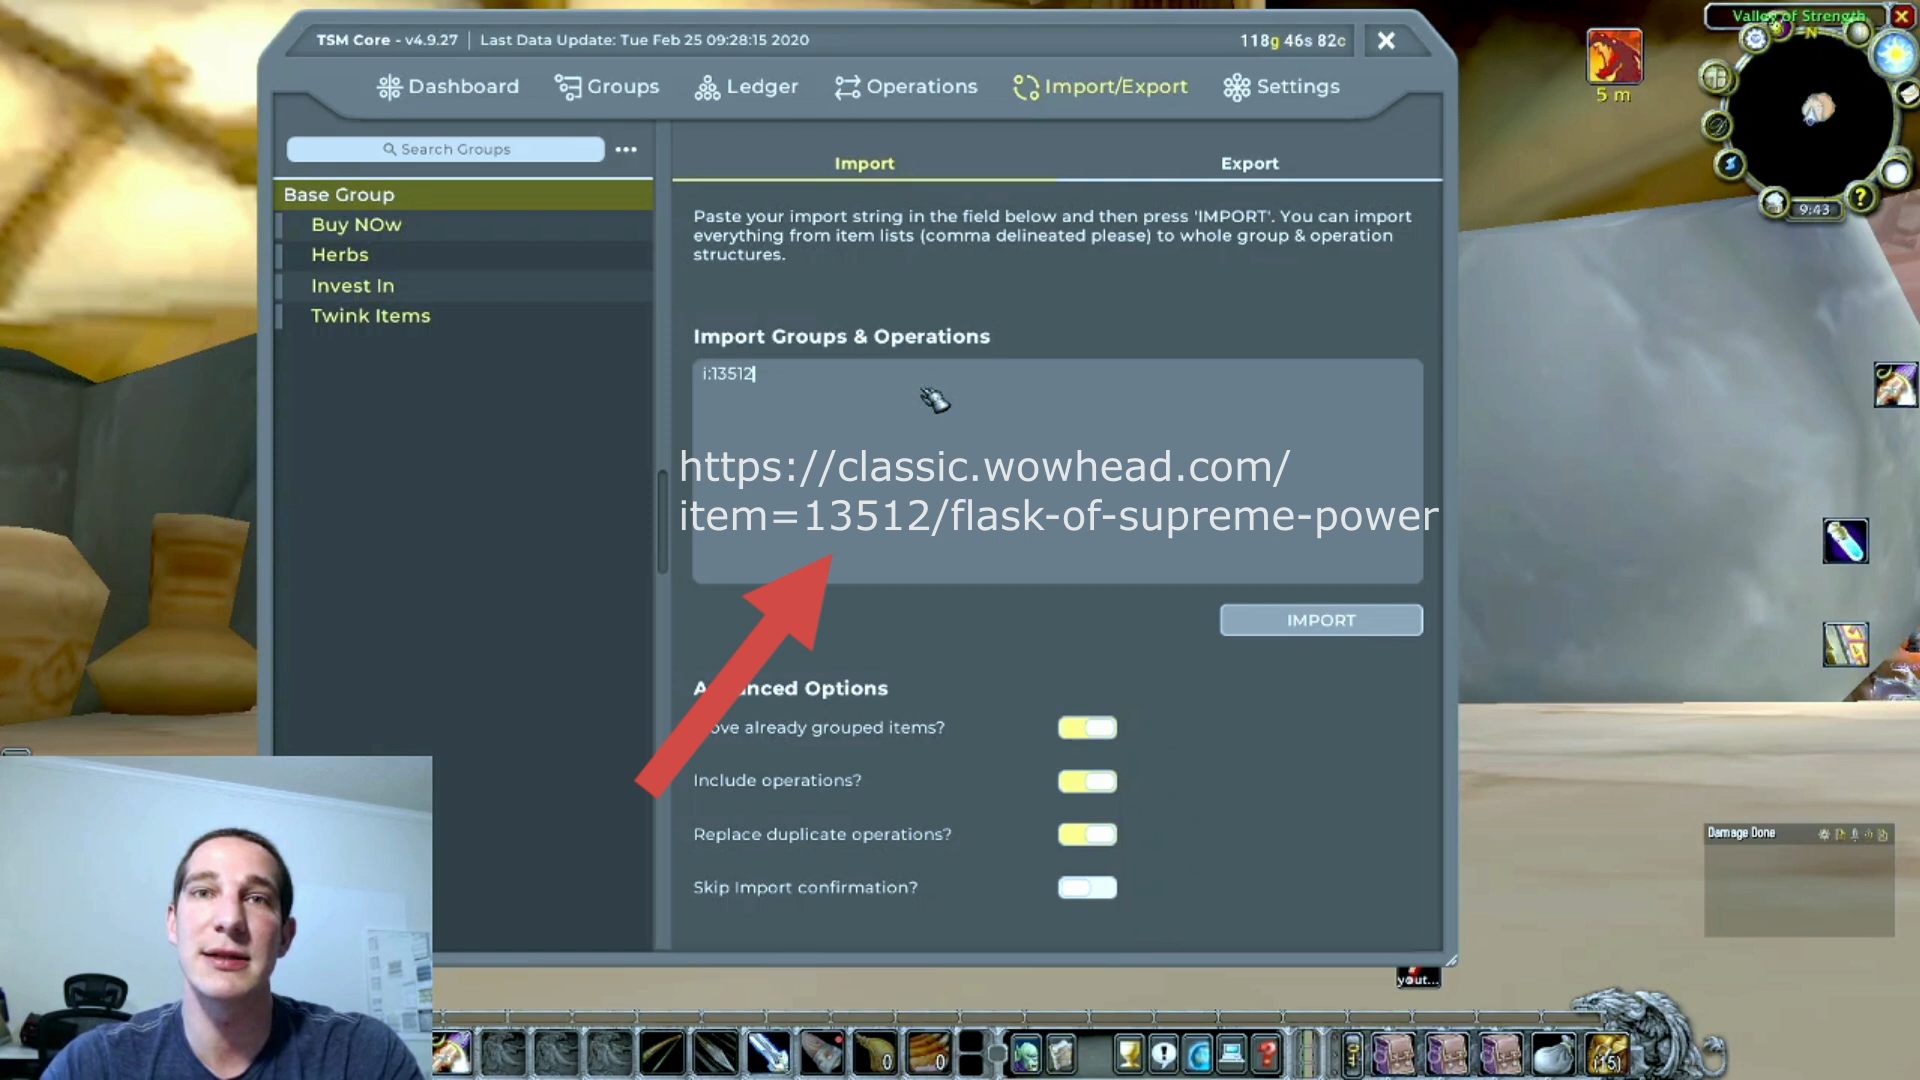 TSM Core - v4.9.27 | Last Data Update: Tue Feb 25 09:28:15 2020
118g 46s 82c
Valley of Strength
N
5 m
9:43
Dashboard
Groups
Ledger
Operations
Import/Export
Settings
Search Groups
Base Group
Buy NOw
Herbs
Invest In
Twink Items
Import
Export
Paste your import string in the field below and then press 'IMPORT'. You can import
everything from item lists (comma delineated please) to whole group & operation
structures.
Import Groups & Operations
i:13512
https://classic.wowhead.com/
item=13512/flask-of-supreme-power
IMPORT
Options
already grouped items?
Include operations?
Replace duplicate operations?
Skip Import confirmation?
Damage Done
yout...
0
0
(15)